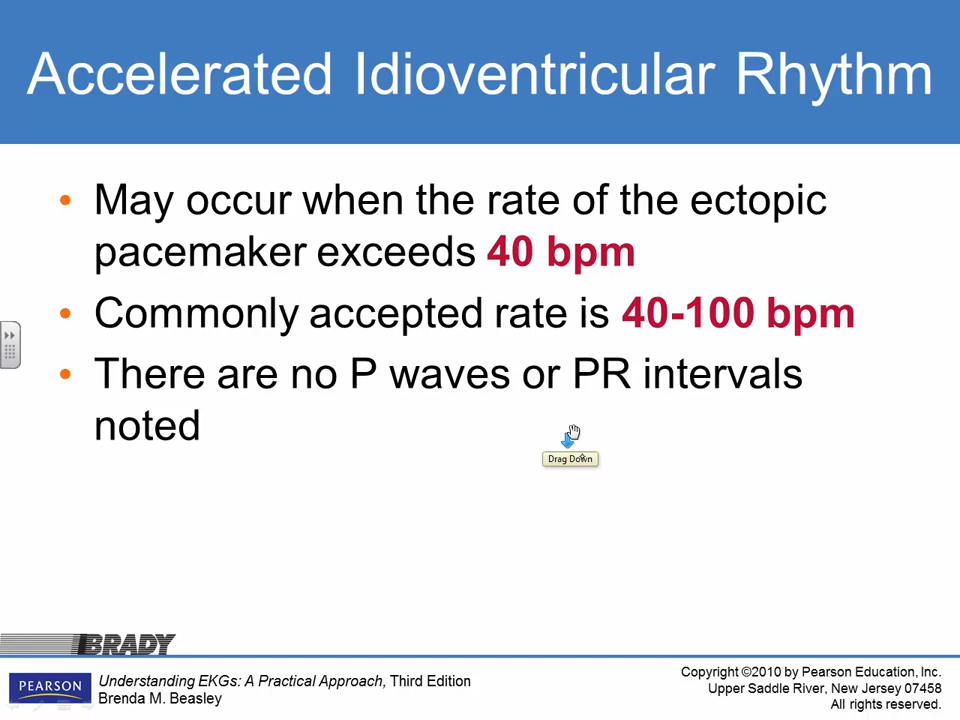 Accelerated Idioventricular Rhythm
• May occur when the rate of the ectopic
pacemaker exceeds 40 bpm
• Commonly accepted rate is 40-100 bpm
• There are no P waves or PR intervals
noted
Drag Down
BRADY
PEARSON
Understanding EKGs: A Practical Approach, Third Edition
Brenda M. Beasley
Copyright ©2010 by Pearson Education, Inc.
Upper Saddle River, New Jersey 07458
All rights reserved.